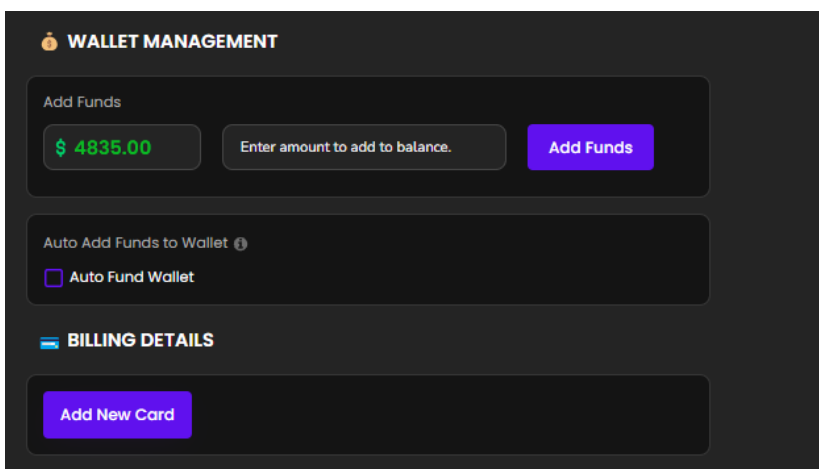 WALLET MANAGEMENT
Add Funds
$ 4835.00
Enter amount to add to balance.
Add Funds
Auto Add Funds to Wallet
Auto Fund Wallet
BILLING DETAILS
Add New Card